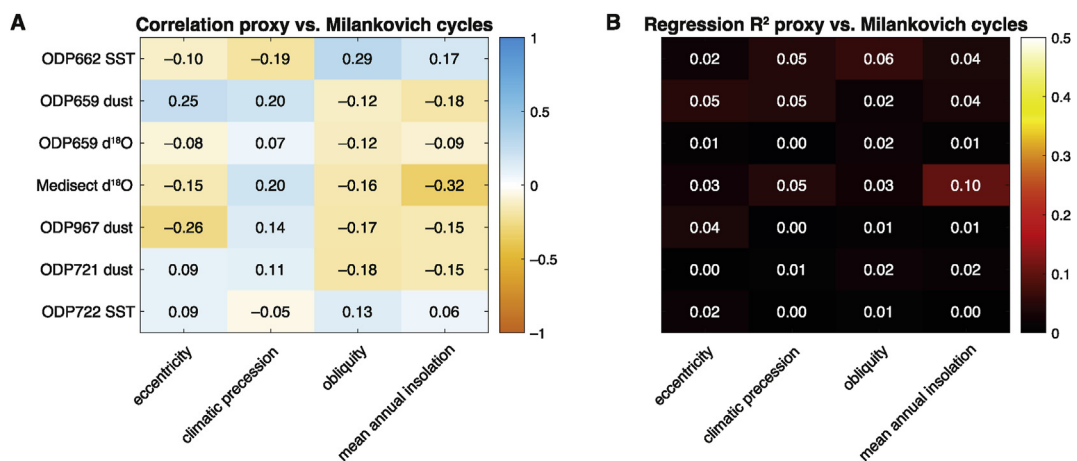 A Correlation proxy vs. Milankovich cycles
ODP662 SST −0.10 −0.19 0.29 0.17
ODP659 dust 0.25 0.20 −0.12 −0.18
ODP659 d¹⁸O −0.08 0.07 −0.12 −0.09
Medisect d¹⁸O −0.15 0.20 −0.16 −0.32
ODP967 dust −0.26 0.14 −0.17 −0.15
ODP721 dust 0.09 0.11 −0.18 −0.15
ODP722 SST 0.09 −0.05 0.13 0.06
eccentricity
climatic precession
obliquity
mean annual insolation
1
0.5
0
−0.5
−1
B Regression R² proxy vs. Milankovich cycles
0.02 0.05 0.06 0.04
0.05 0.05 0.02 0.04
0.01 0.00 0.02 0.01
0.03 0.05 0.03 0.10
0.04 0.00 0.01 0.01
0.00 0.01 0.02 0.02
0.02 0.00 0.01 0.00
eccentricity
climatic precession
obliquity
mean annual insolation
0.5
0.4
0.3
0.2
0.1
0